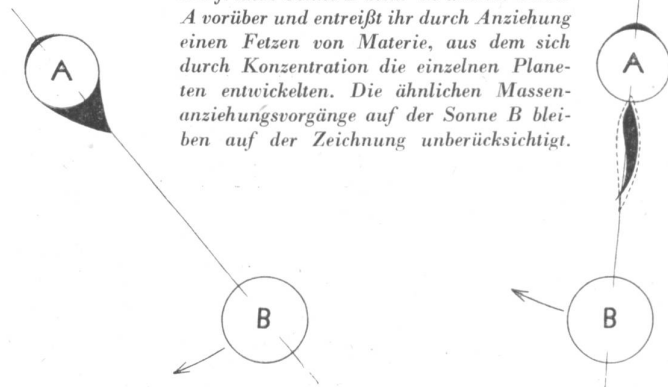 A vorüber und entreißt ihr durch Anziehung
einen Fetzen von Materie, aus dem sich
durch Konzentration die einzelnen Plane-
ten entwickelten. Die ähnlichen Massen-
anziehungsvorgänge auf der Sonne B blei-
ben auf der Zeichnung unberücksichtigt.
A
A
B
B